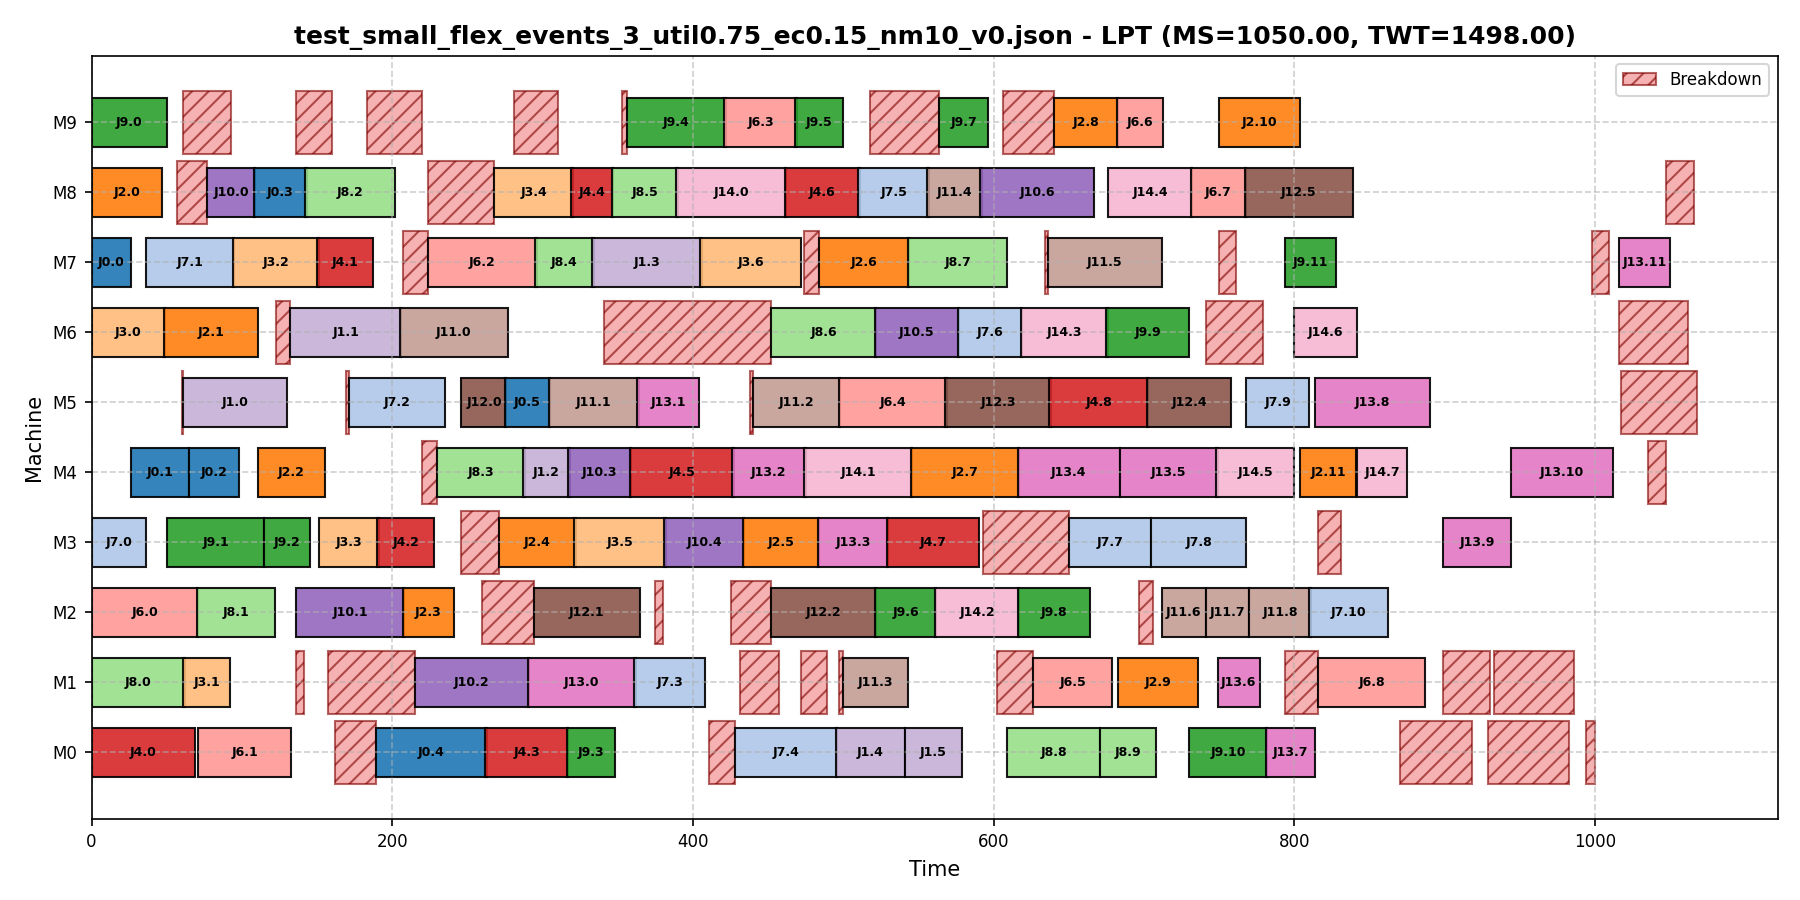 test_small_flex_events_3_util0.75_ec0.15_nm10_v0.json - LPT (MS=1050.00, TWT=1498.00)
Breakdown
M9 J9.0 J9.4 J6.3 J9.5 J9.7 J2.8 J6.6 J2.10
M8 J2.0 J10.0 J0.3 J8.2 J3.4 J4.4 J8.5 J14.0 J4.6 J7.5 J11.4 J10.6 J14.4 J6.7 J12.5
M7 J0.0 J7.1 J3.2 J4.1 J6.2 J8.4 J1.3 J3.6 J2.6 J8.7 J11.5 J9.11 J13.11
M6 J3.0 J2.1 J1.1 J11.0 J8.6 J10.5 J7.6 J14.3 J9.9 J14.6
M5 J1.0 J7.2 J12.0 J0.5 J11.1 J13.1 J11.2 J6.4 J12.3 J4.8 J12.4 J7.9 J13.8
M4 J0.1 J0.2 J2.2 J8.3 J1.2 J10.3 J4.5 J13.2 J14.1 J2.7 J13.4 J13.5 J14.5 J2.11 J14.7 J13.10
M3 J7.0 J9.1 J9.2 J3.3 J4.2 J2.4 J3.5 J10.4 J2.5 J13.3 J4.7 J7.7 J7.8 J13.9
M2 J6.0 J8.1 J10.1 J2.3 J12.1 J12.2 J9.6 J14.2 J9.8 J11.6 J11.7 J11.8 J7.10
M1 J8.0 J3.1 J10.2 J13.0 J7.3 J11.3 J6.5 J2.9 J13.6 J6.8
M0 J4.0 J6.1 J0.4 J4.3 J9.3 J7.4 J1.4 J1.5 J8.8 J8.9 J9.10 J13.7
Machine
0 200 400 600 800 1000
Time